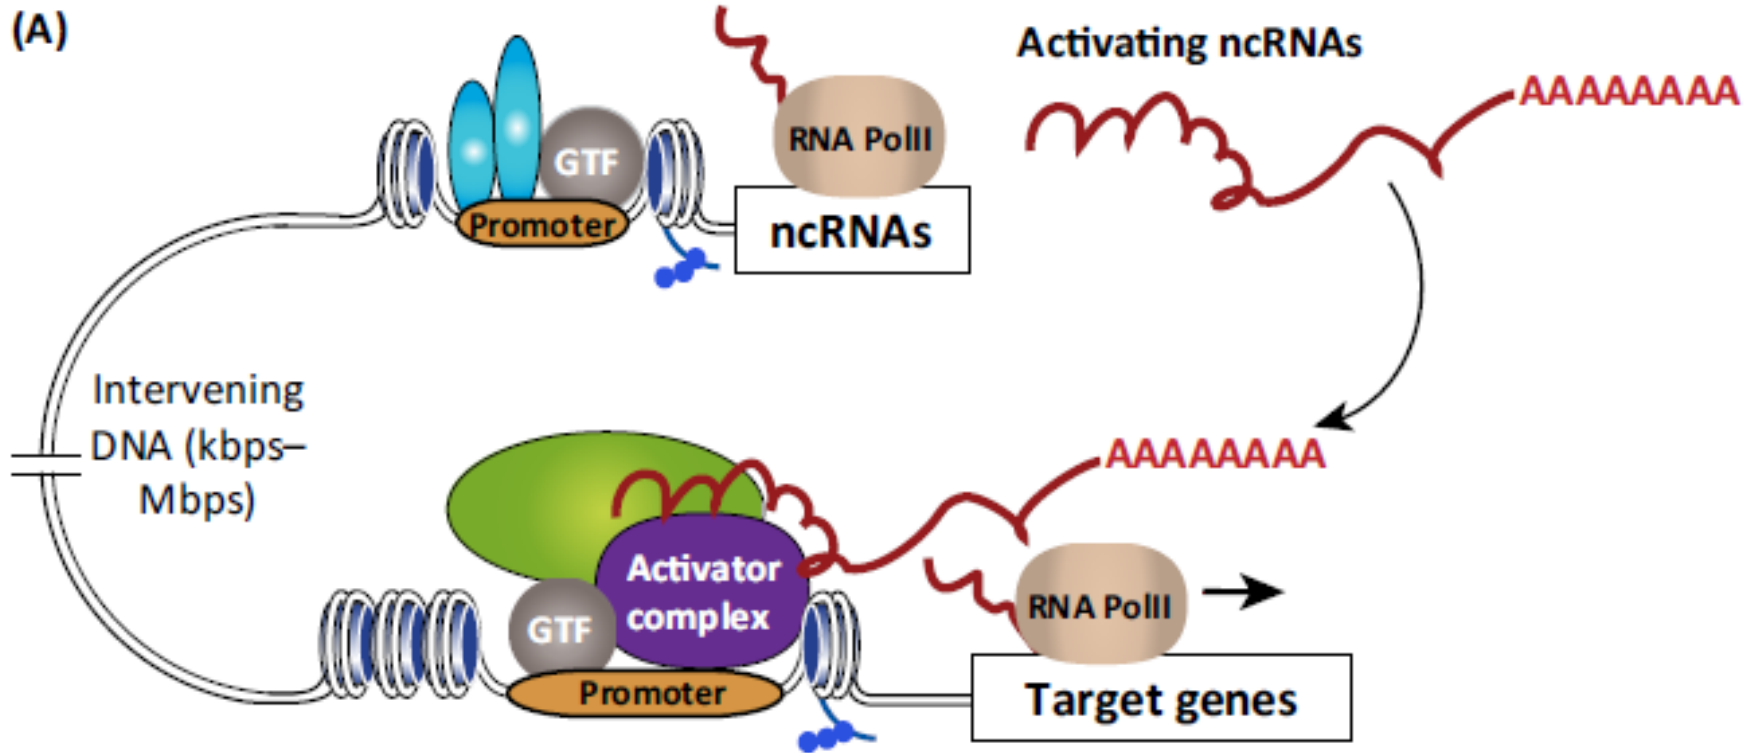 (A)
Activating ncRNAs
AAAAAAAA
RNA PolII
GTF
Promoter
ncRNAs
Intervening
DNA (kbps–
Mbps)
AAAAAAAA
Activator
complex
GTF
RNA PolII
Promoter
Target genes